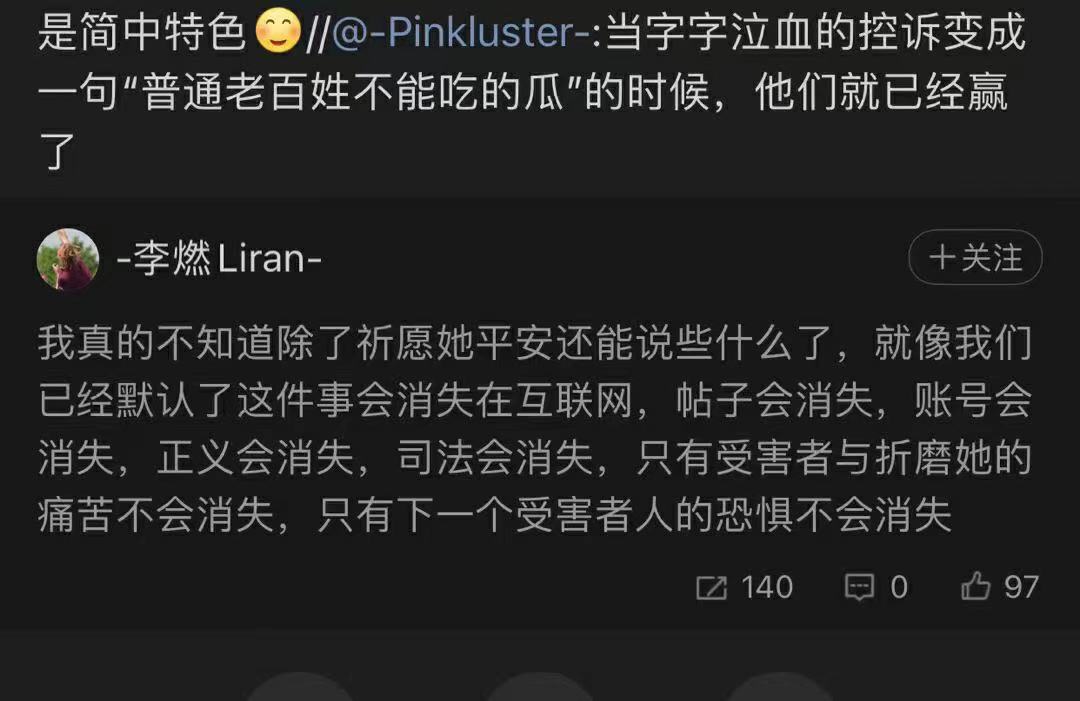 是简中特色😊//@-Pinkluster-:当字字泣血的控诉变成
一句“普通老百姓不能吃的瓜”的时候，他们就已经赢
了
-李燃Liran-
+关注
我真的不知道除了祈愿她平安还能说些什么了，就像我们
已经默认了这件事会消失在互联网，帖子会消失，账号会
消失，正义会消失，司法会消失，只有受害者与折磨她的
痛苦不会消失，只有下一个受害者人的恐惧不会消失
140 0 97